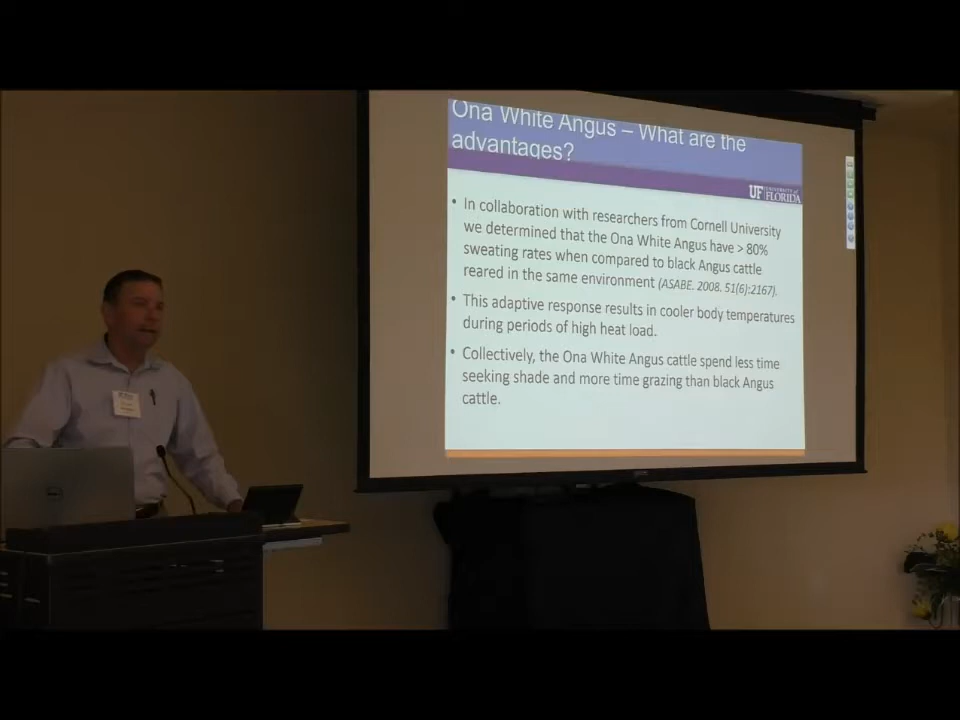 Ona White Angus – What are the
advantages?
UF UNIVERSITY of
FLORIDA
• In collaboration with researchers from Cornell University
we determined that the Ona White Angus have > 80%
sweating rates when compared to black Angus cattle
reared in the same environment (ASABE. 2008. 51(6):2167).
• This adaptive response results in cooler body temperatures
during periods of high heat load.
• Collectively, the Ona White Angus cattle spend less time
seeking shade and more time grazing than black Angus
cattle.